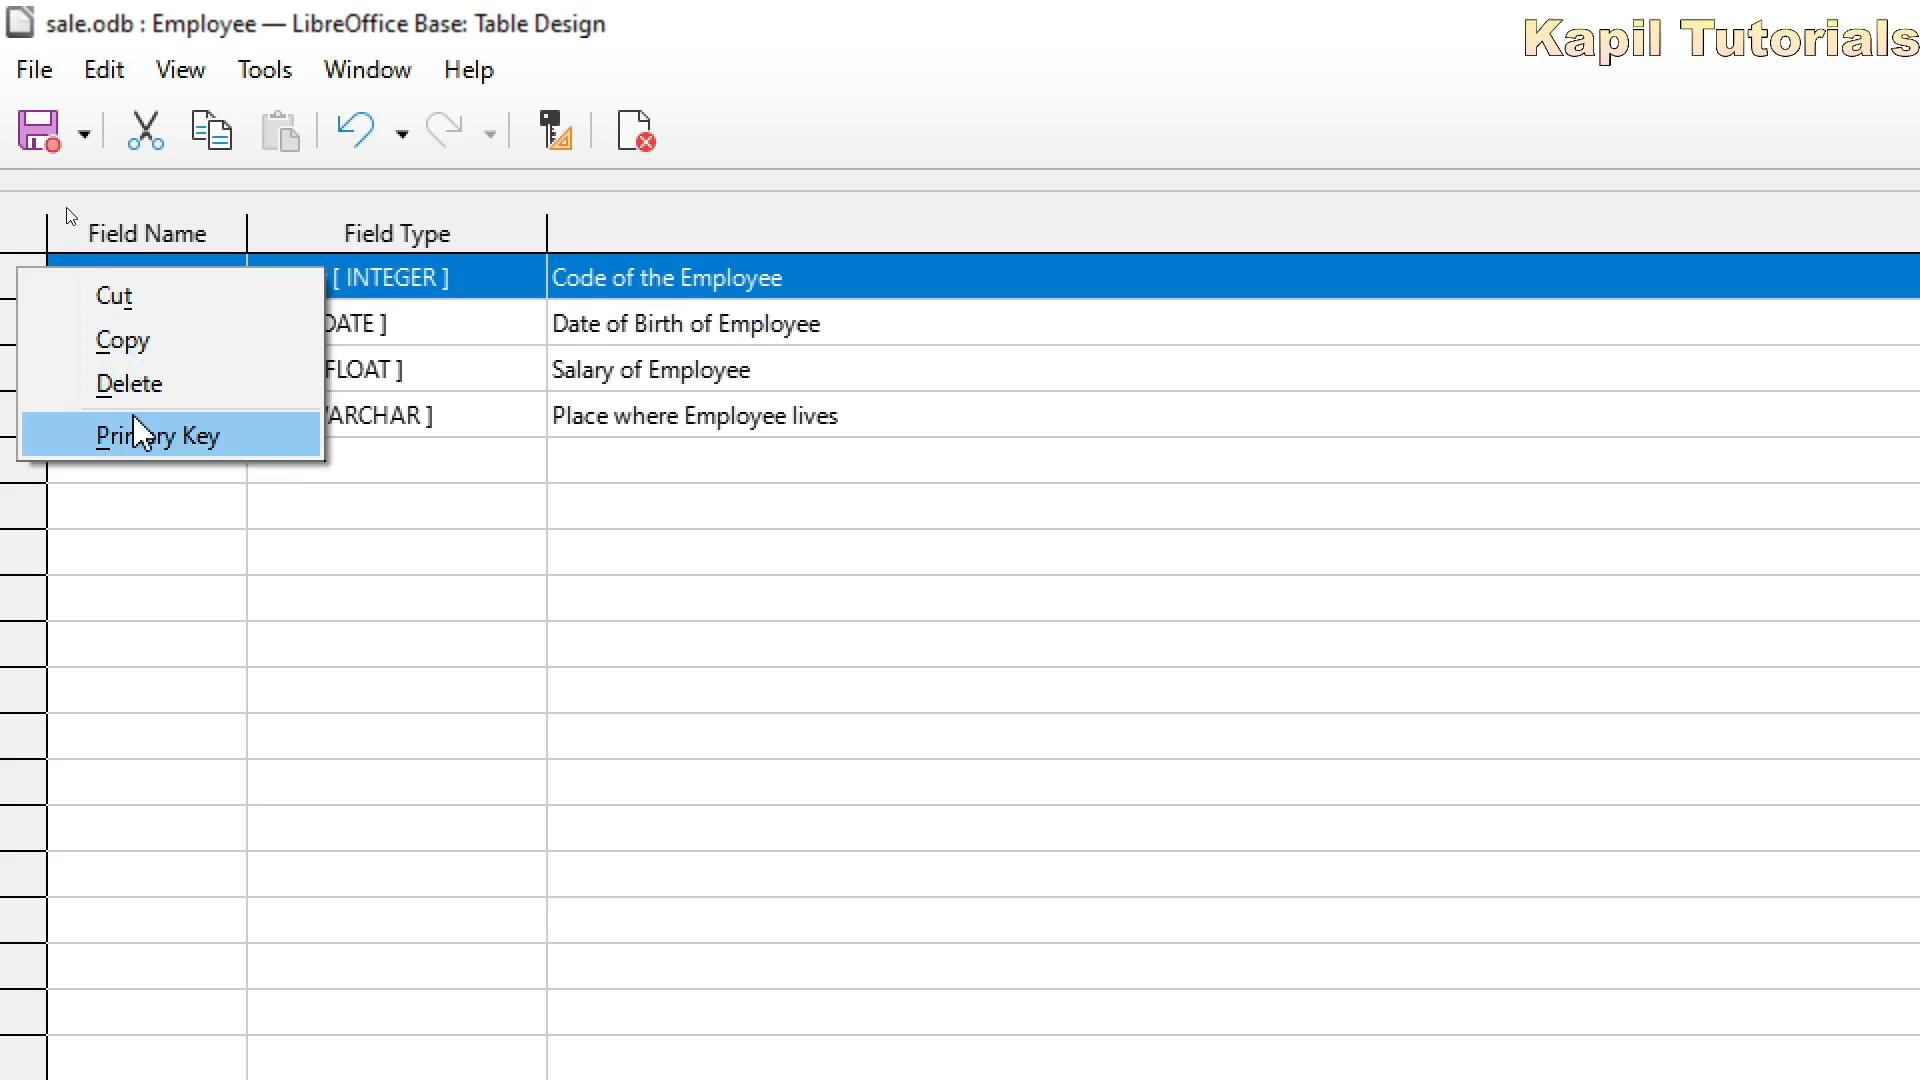 sale.odb : Employee — LibreOffice Base: Table Design
Kapil Tutorials
File Edit View Tools Window Help
Field Name Field Type
[ INTEGER ] Code of the Employee
Cut
DATE ] Date of Birth of Employee
Copy
FLOAT ] Salary of Employee
Delete
VARCHAR ] Place where Employee lives
Primary Key